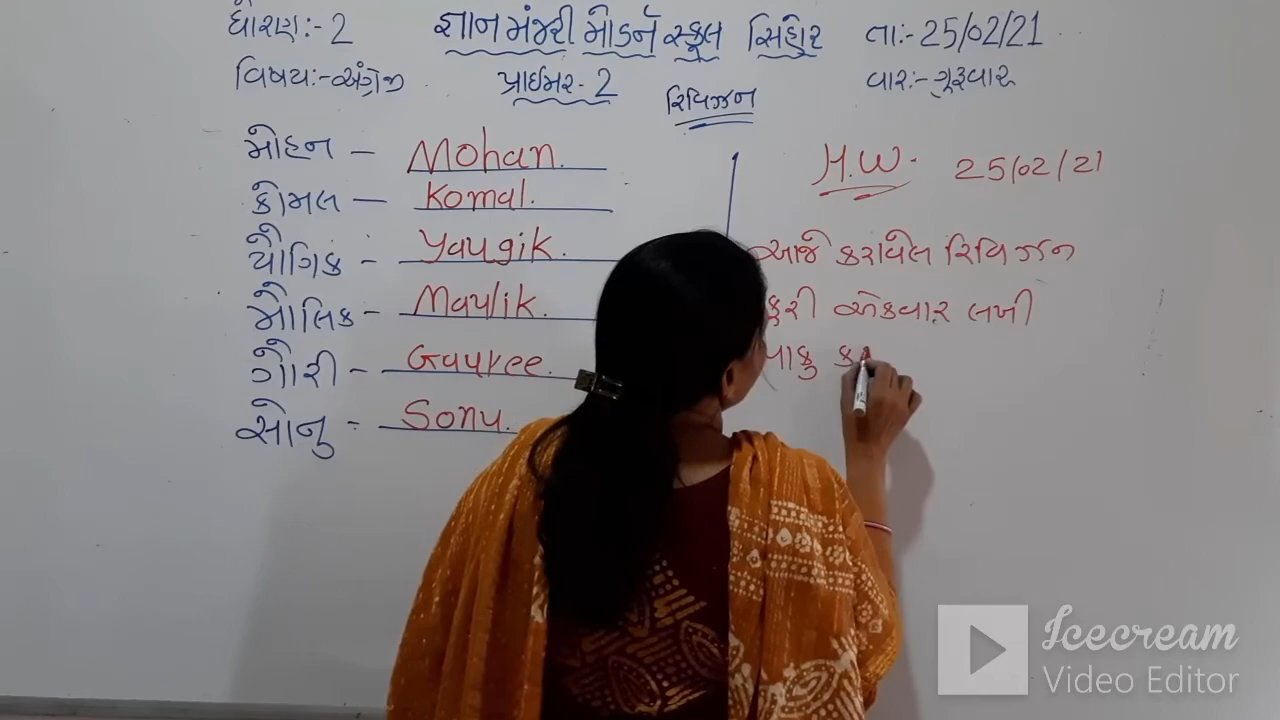 ધોરણ:- 2 જ્ઞાન મંજરી મોડર્ન સ્કૂલ સિહોર તા:- 25/02/21
વિષય:- અંગ્રેજી પ્રાઈમર - 2 વાર:- ગુરૂવાર
રિવિઝન
મોહન - Mohan.
કોમલ - Komal.
યૌગિક - Yaugik.
મૌલિક - Maulik.
ગૌરી - Gauree.
સોનુ - Sonu.
H.W. 25/02/21
આજે કરાવેલ રિવિઝન
ફરી એકવાર લખી
પાકુ
Icecream
Video Editor